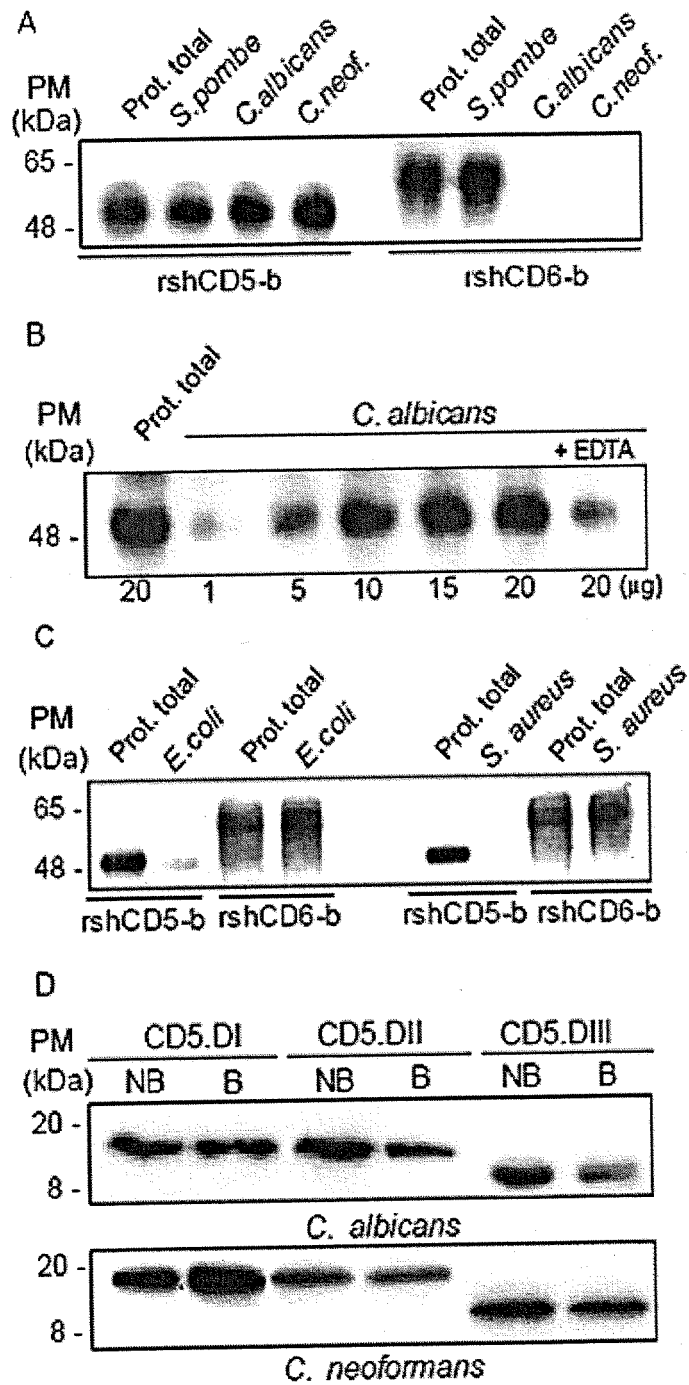 A
Prot. total S.pombe C.albicans C.neof. Prot. total S.pombe C.albicans C.neof.
PM
(kDa)
65 -
48 -
rshCD5-b rshCD6-b
B
Prot. total
PM C. albicans
(kDa) + EDTA
48 -
20 1 5 10 15 20 20 (µg)
C
Prot. total E.coli Prot. total E.coli Prot. total S. aureus Prot. total S. aureus
PM
(kDa)
65 -
48 -
rshCD5-b rshCD6-b rshCD5-b rshCD6-b
D
PM CD5.DI CD5.DII CD5.DIII
(kDa) NB B NB B NB B
20 -
8 -
C. albicans
20 -
8 -
C. neoformans